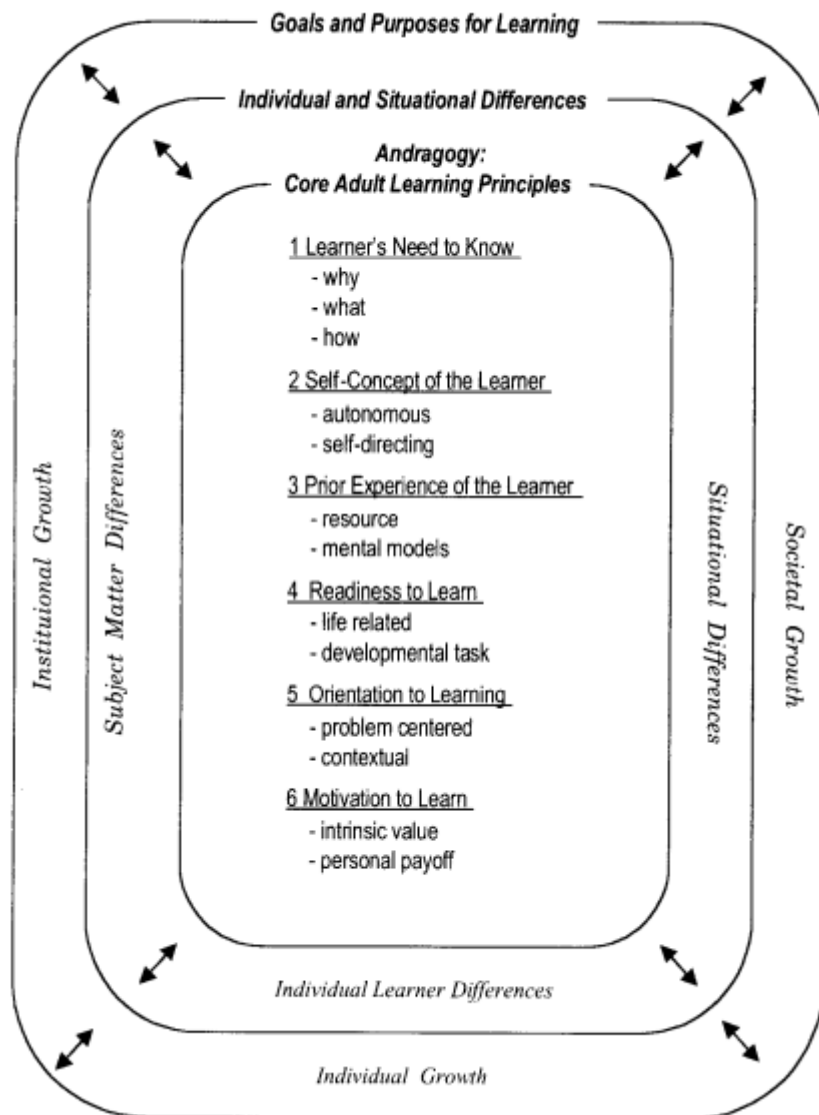 Goals and Purposes for Learning
Individual and Situational Differences
Andragogy:
Core Adult Learning Principles
1 Learner's Need to Know
- why
- what
- how
2 Self-Concept of the Learner
- autonomous
- self-directing
3 Prior Experience of the Learner
- resource
- mental models
4 Readiness to Learn
- life related
- developmental task
5 Orientation to Learning
- problem centered
- contextual
6 Motivation to Learn
- intrinsic value
- personal payoff
Instituional Growth
Subject Matter Differences
Situational Differences
Societal Growth
Individual Learner Differences
Individual Growth